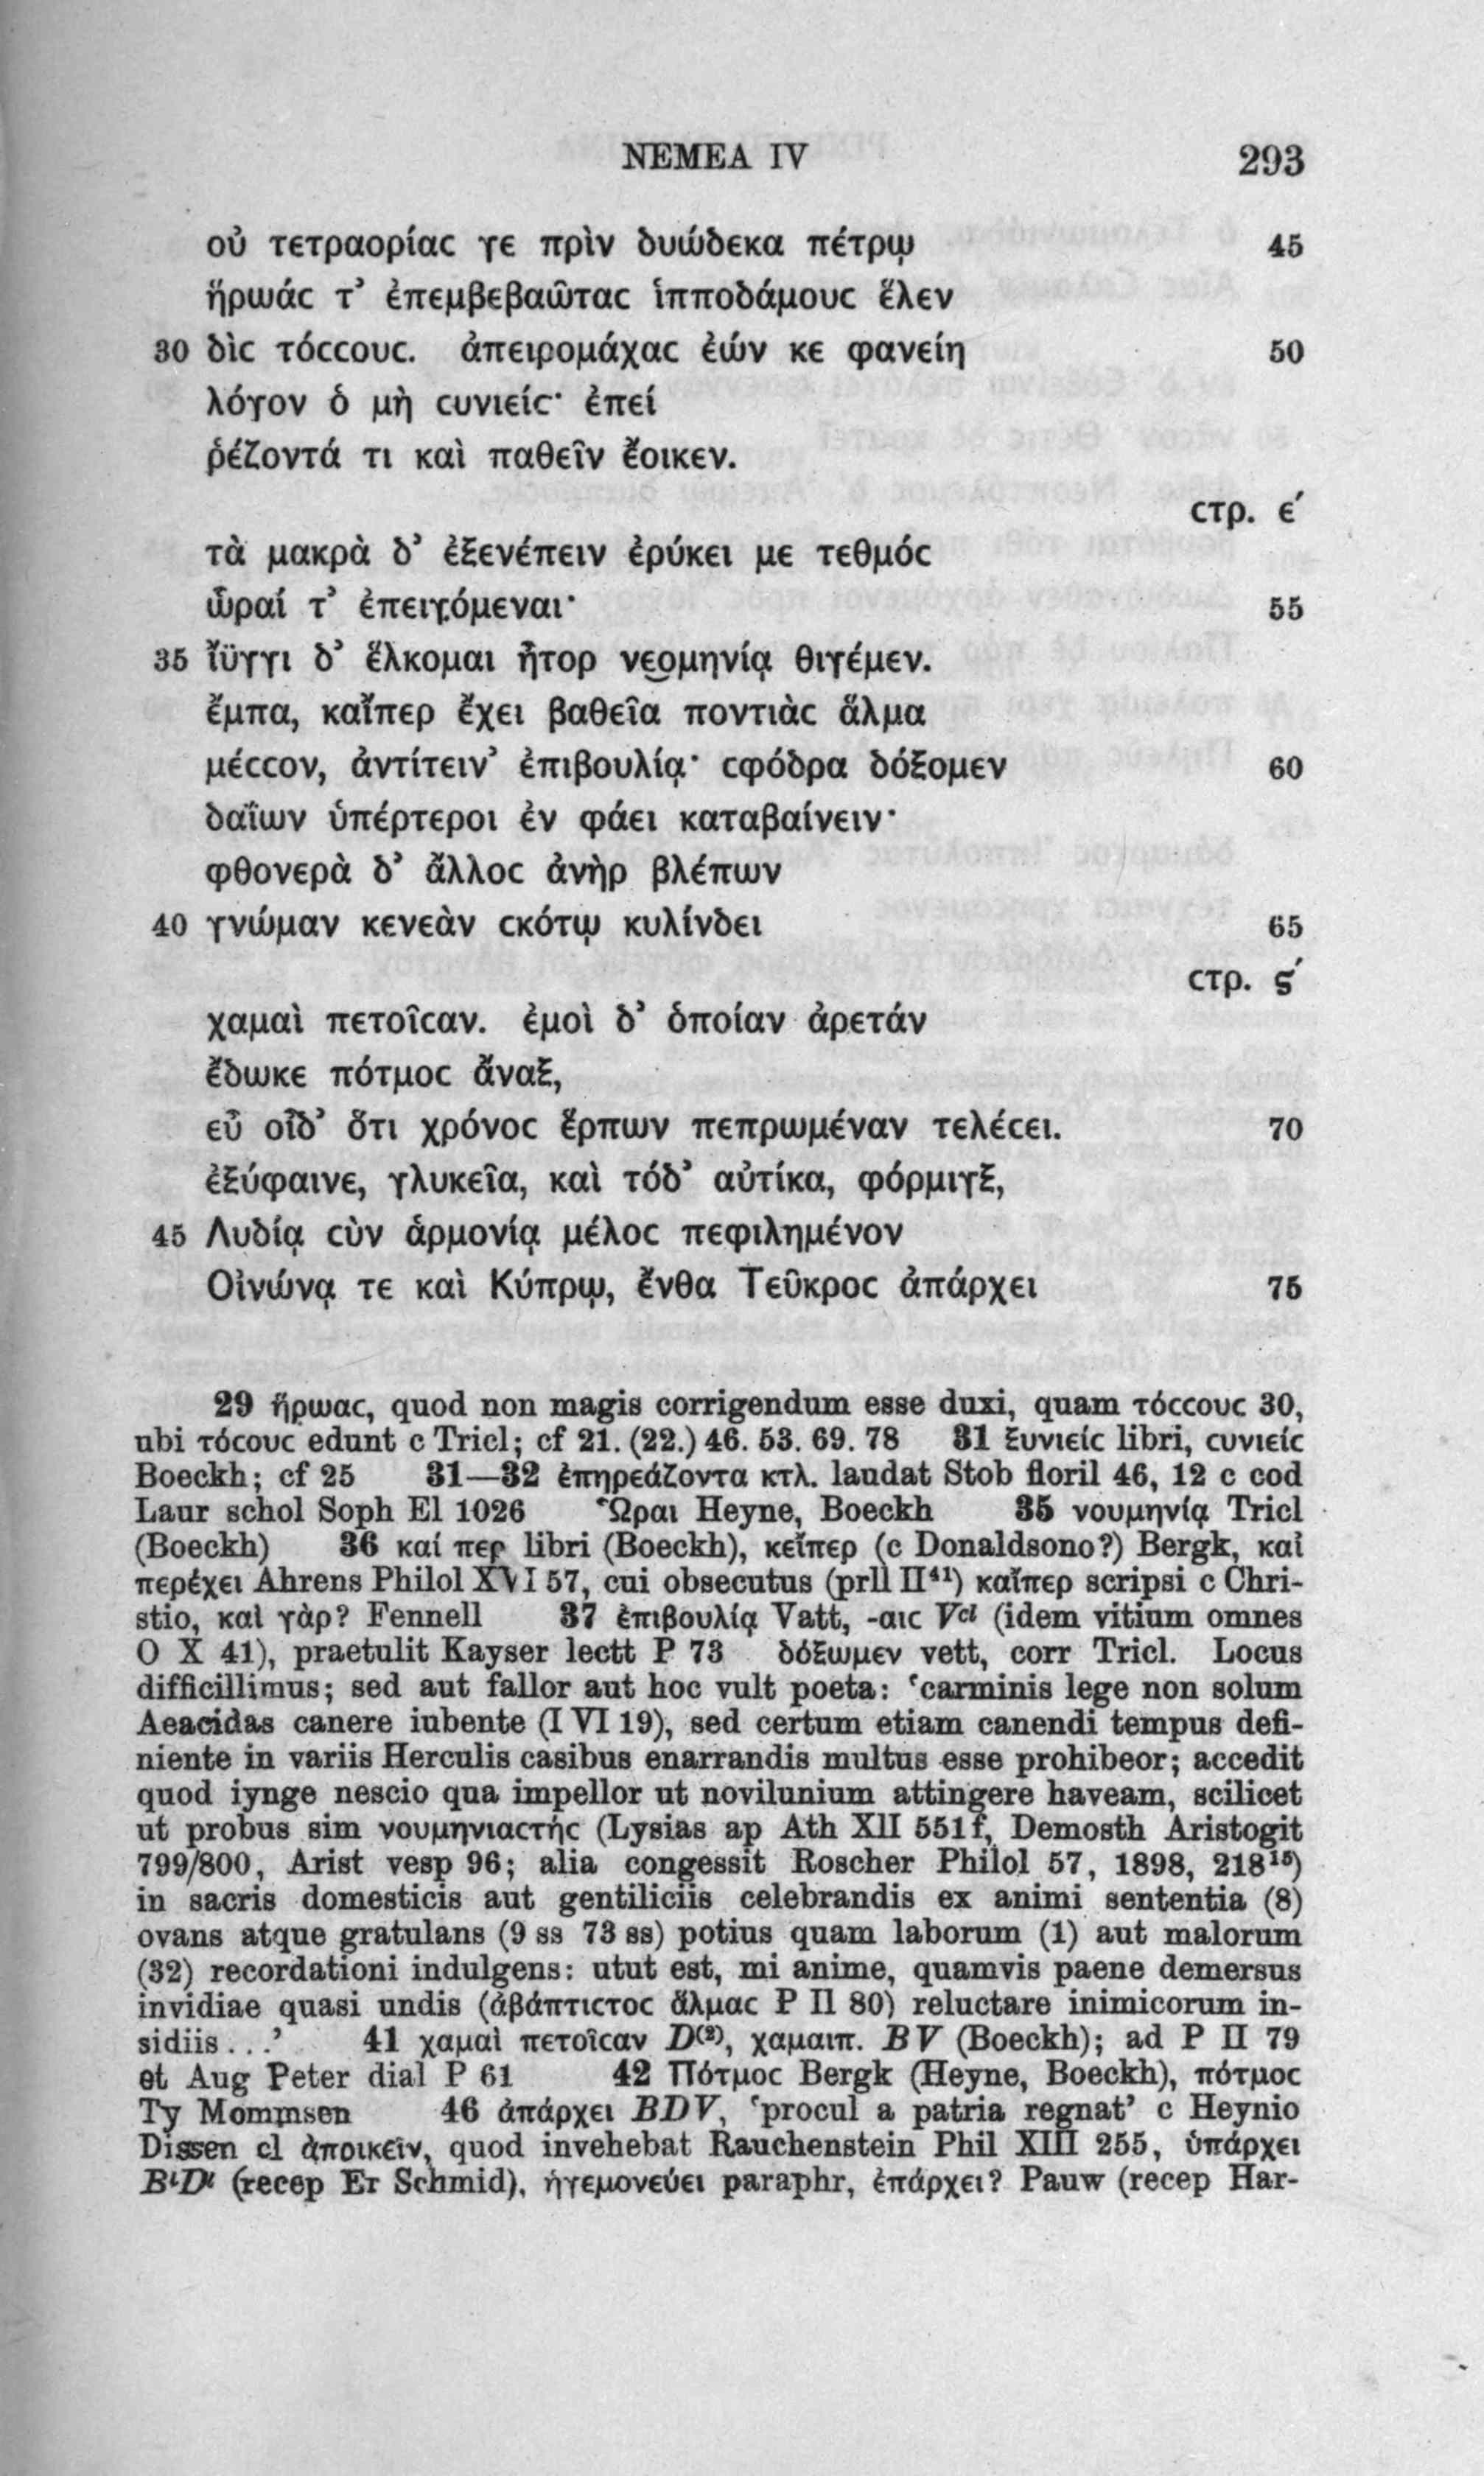 NEMEA IV 293
οὐ τετραορίας γε πρὶν δυώδεκα πέτρῳ 45
ἥρωάϲ τ’ ἐπεμβεβαῶταϲ ἱπποδάμουϲ ἕλεν
30 δὶϲ τόϲϲουϲ. ἀπειρομάχαϲ ἐών κε φανείη 50
λόγον ὁ μὴ ϲυνιείϲ· ἐπεί
ῥέζοντά τι καὶ παθεῖν ἔοικεν.
ϲτρ. ε′
τὰ μακρὰ δ’ ἐξενέπειν ἐρύκει με τεθμόϲ
ὧραί τ’ ἐπειγόμεναι· 55
35 ἴϋγγι δ’ ἕλκομαι ἦτορ νεομηνίᾳ θιγέμεν.
ἔμπα, καἴπερ ἔχει βαθεῖα ποντιὰϲ ἅλμα
μέϲϲον, ἀντίτειν’ ἐπιβουλίᾳ· ϲφόδρα δόξομεν 60
δαΐων ὑπέρτεροι ἐν φάει καταβαίνειν·
φθονερὰ δ’ ἄλλοϲ ἀνὴρ βλέπων
40 γνώμαν κενεὰν ϲκότῳ κυλίνδει 65
ϲτρ. ϛ′
χαμαὶ πετοῖϲαν. ἐμοὶ δ’ ὁποίαν ἀρετάν
ἔδωκε πότμοϲ ἄναξ,
εὖ οἶδ’ ὅτι χρόνοϲ ἕρπων πεπρωμέναν τελέϲει. 70
ἐξύφαινε, γλυκεῖα, καὶ τόδ’ αὐτίκα, φόρμιγξ,
45 Λυδίᾳ ϲὺν ἁρμονίᾳ μέλοϲ πεφιλημένον
Οἰνώνᾳ τε καὶ Κύπρῳ, ἔνθα Τεῦκροϲ ἀπάρχει 75
29 ἥρωαϲ, quod non magis corrigendum esse duxi, quam τόϲϲουϲ 30,
ubi τόϲουϲ edunt c Tricl; cf 21. (22.) 46. 53. 69. 78 31 ξυνιείϲ libri, ϲυνιείϲ
Boeckh; cf 25 31—32 ἐπηρεάζοντα κτλ. laudat Stob floril 46, 12 c cod
Laur schol Soph El 1026 Ὧραι Heyne, Boeckh 35 νουμηνίᾳ Tricl
(Boeckh) 36 καί περ libri (Boeckh), κεἴπερ (c Donaldsono?) Bergk, καὶ
περέχει Ahrens Philol XVI 57, cui obsecutus (prll II⁴¹) καἴπερ scripsi c Chri-
stio, καὶ γὰρ? Fennell 37 ἐπιβουλίᾳ Vatt, -αιϲ Vcl (idem vitium omnes
O X 41), praetulit Kayser lectt P 73 δόξωμεν vett, corr Tricl. Locus
difficillimus; sed aut fallor aut hoc vult poeta: ‘carminis lege non solum
Aeacidas canere iubente (I VI 19), sed certum etiam canendi tempus defi-
niente in variis Herculis casibus enarrandis multus esse prohibeor; accedit
quod iynge nescio qua impellor ut novilunium attingere haveam, scilicet
ut probus sim νουμηνιαϲτήϲ (Lysias ap Ath XII 551f, Demosth Aristogit
799/800, Arist vesp 96; alia congessit Roscher Philol 57, 1898, 218¹⁵)
in sacris domesticis aut gentiliciis celebrandis ex animi sententia (8)
ovans atque gratulans (9 ss 73 ss) potius quam laborum (1) aut malorum
(32) recordationi indulgens: utut est, mi anime, quamvis paene demersus
invidiae quasi undis (ἀβάπτιϲτοϲ ἅλμαϲ P II 80) reluctare inimicorum in-
sidiis...’ 41 χαμαὶ πετοῖϲαν D(2), χαμαιπ. BV (Boeckh); ad P II 79
et Aug Peter dial P 61 42 Πότμοϲ Bergk (Heyne, Boeckh), πότμοϲ
Ty Mommsen 46 ἀπάρχει BDV, ‘procul a patria regnat’ c Heynio
Dissen cl ἀποικεῖν, quod invehebat Rauchenstein Phil XIII 255, ὑπάρχει
BᶫDᶫ (recep Er Schmid), ἡγεμονεύει paraphr, ἐπάρχει? Pauw (recep Har-